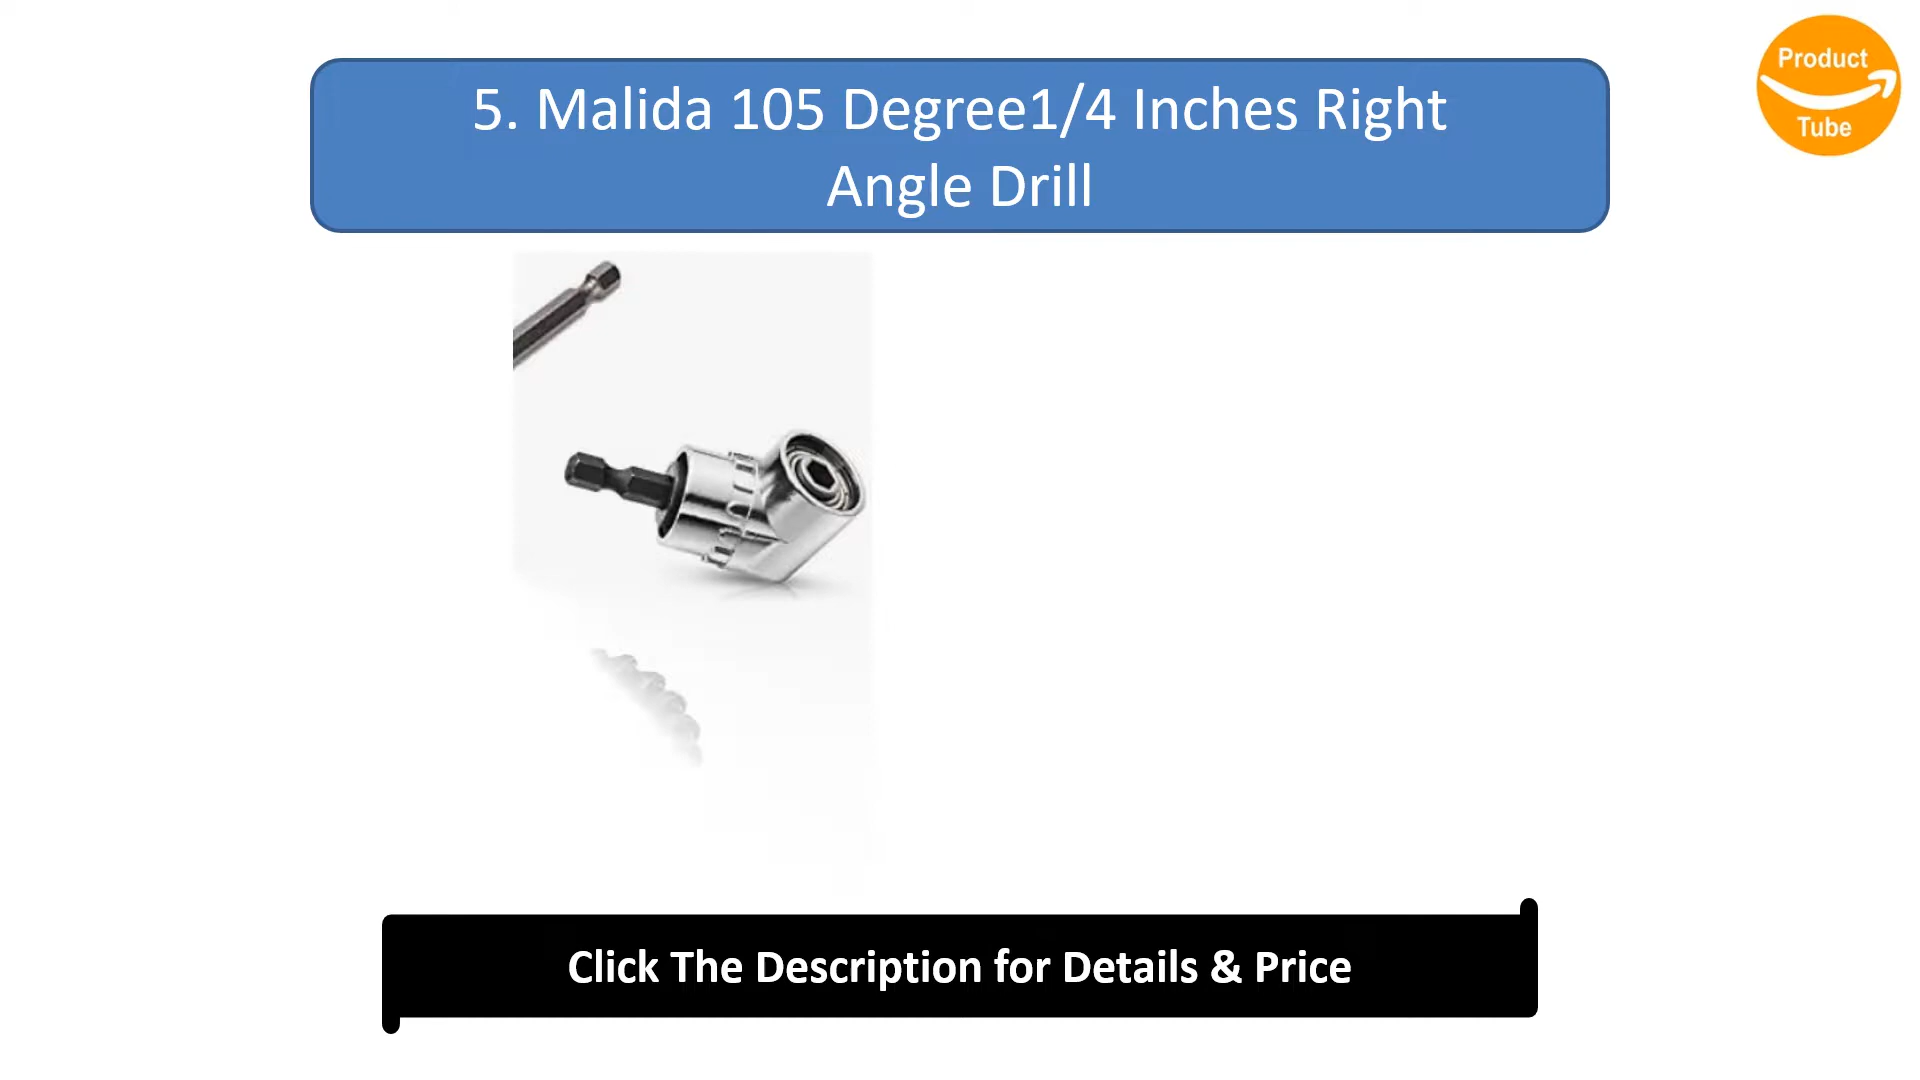 5. Malida 105 Degree1/4 Inches Right
Angle Drill
Product
Tube
Click The Description for Details & Price